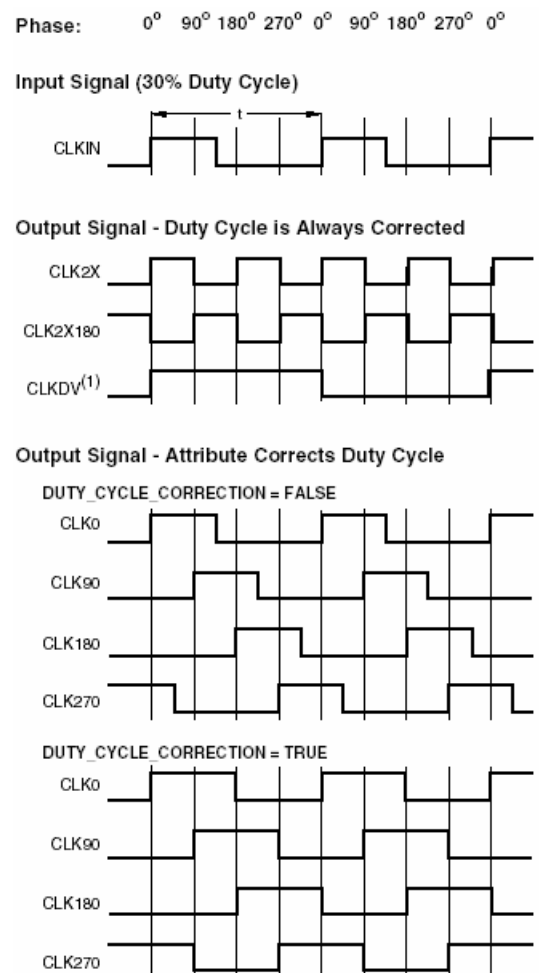 Phase: 0° 90° 180° 270° 0° 90° 180° 270° 0°
Input Signal (30% Duty Cycle)
t
CLKIN
Output Signal - Duty Cycle is Always Corrected
CLK2X
CLK2X180
CLKDV(1)
Output Signal - Attribute Corrects Duty Cycle
DUTY_CYCLE_CORRECTION = FALSE
CLK0
CLK90
CLK180
CLK270
DUTY_CYCLE_CORRECTION = TRUE
CLK0
CLK90
CLK180
CLK270